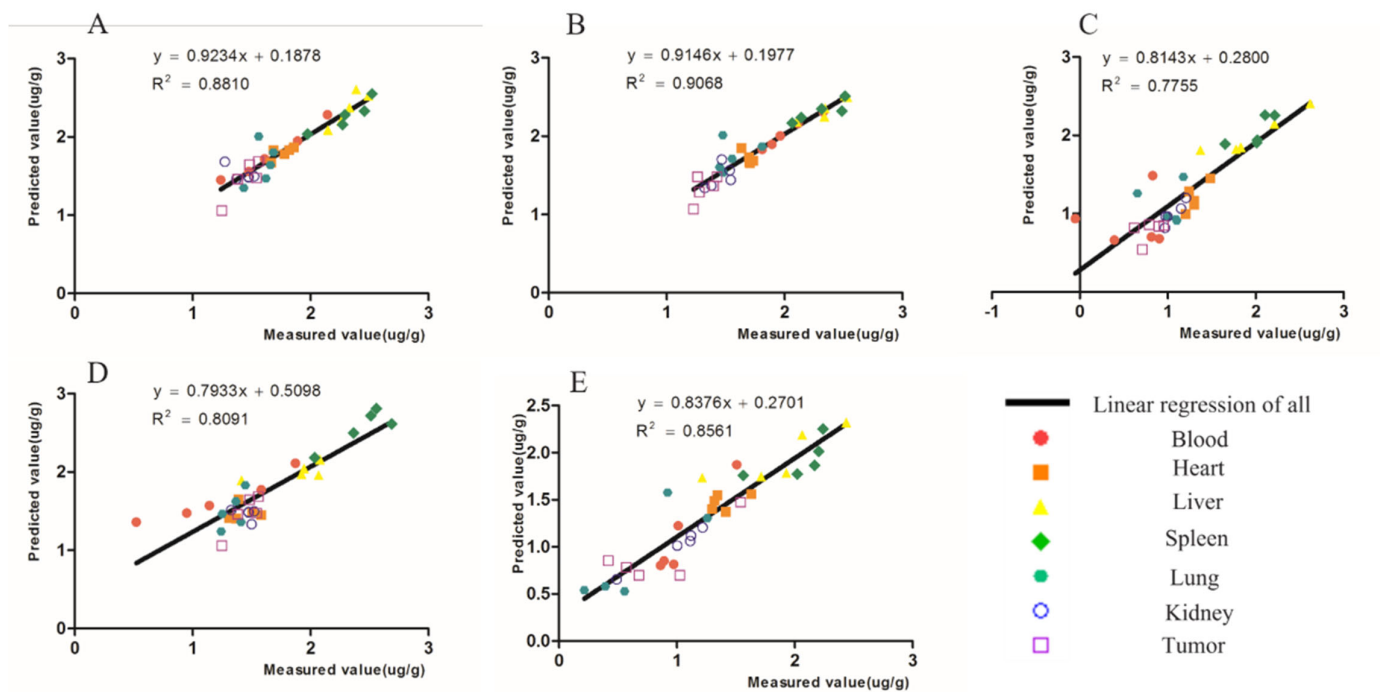 A
y = 0.9234x + 0.1878
R² = 0.8810
Predicted value(ug/g)
3
2
1
0
0 1 2 3
Measured value(ug/g)
B
y = 0.9146x + 0.1977
R² = 0.9068
Predicted value(ug/g)
3
2
1
0
0 1 2 3
Measured value(ug/g)
C
y = 0.8143x + 0.2800
R² = 0.7755
Predicted value(ug/g)
3
2
1
-1 0 1 2 3
Measured value(ug/g)
D
y = 0.7933x + 0.5098
R² = 0.8091
Predicted value(ug/g)
3
2
1
0
0 1 2 3
Measured value(ug/g)
E
y = 0.8376x + 0.2701
R² = 0.8561
Predicted value(ug/g)
2.5
2.0
1.5
1.0
0.5
0.0
0 1 2 3
Measured value(ug/g)
Linear regression of all
Blood
Heart
Liver
Spleen
Lung
Kidney
Tumor